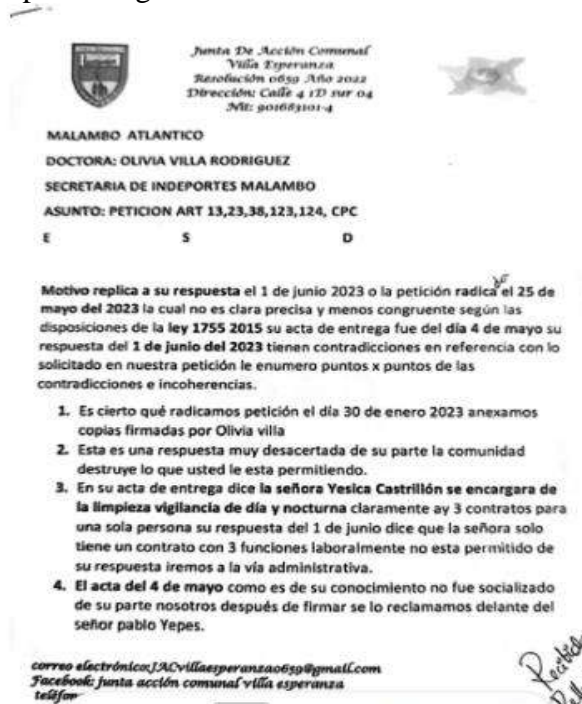 Junta De Acción Comunal
Villa Esperanza
Resolución 0659 Año 2022
Dirección: Calle 4 1D sur 04
Nit: 901683101-4
MALAMBO ATLANTICO
DOCTORA: OLIVIA VILLA RODRIGUEZ
SECRETARIA DE INDEPORTES MALAMBO
ASUNTO: PETICION ART 13,23,38,123,124, CPC
E S D
Motivo replica a su respuesta el 1 de junio 2023 o la petición radica el 25 de
mayo del 2023 la cual no es clara precisa y menos congruente según las
disposiciones de la ley 1755 2015 su acta de entrega fue del día 4 de mayo su
respuesta del 1 de junio del 2023 tienen contradicciones en referencia con lo
solicitado en nuestra petición le enumero puntos x puntos de las
contradicciones e incoherencias.
1. Es cierto qué radicamos petición el día 30 de enero 2023 anexamos
copias firmadas por Olivia villa
2. Esta es una respuesta muy desacertada de su parte la comunidad
destruye lo que usted le esta permitiendo.
3. En su acta de entrega dice la señora Yesica Castrillón se encargara de
la limpieza vigilancia de día y nocturna claramente ay 3 contratos para
una sola persona su respuesta del 1 de junio dice que la señora solo
tiene un contrato con 3 funciones laboralmente no esta permitido de
su respuesta iremos a la vía administrativa.
4. El acta del 4 de mayo como es de su conocimiento no fue socializado
de su parte nosotros después de firmar se lo reclamamos delante del
señor pablo Yepes.
correo electrónico:JACvillaesperanza0659@gmail.com
Facebook: junta acción comunal villa esperanza